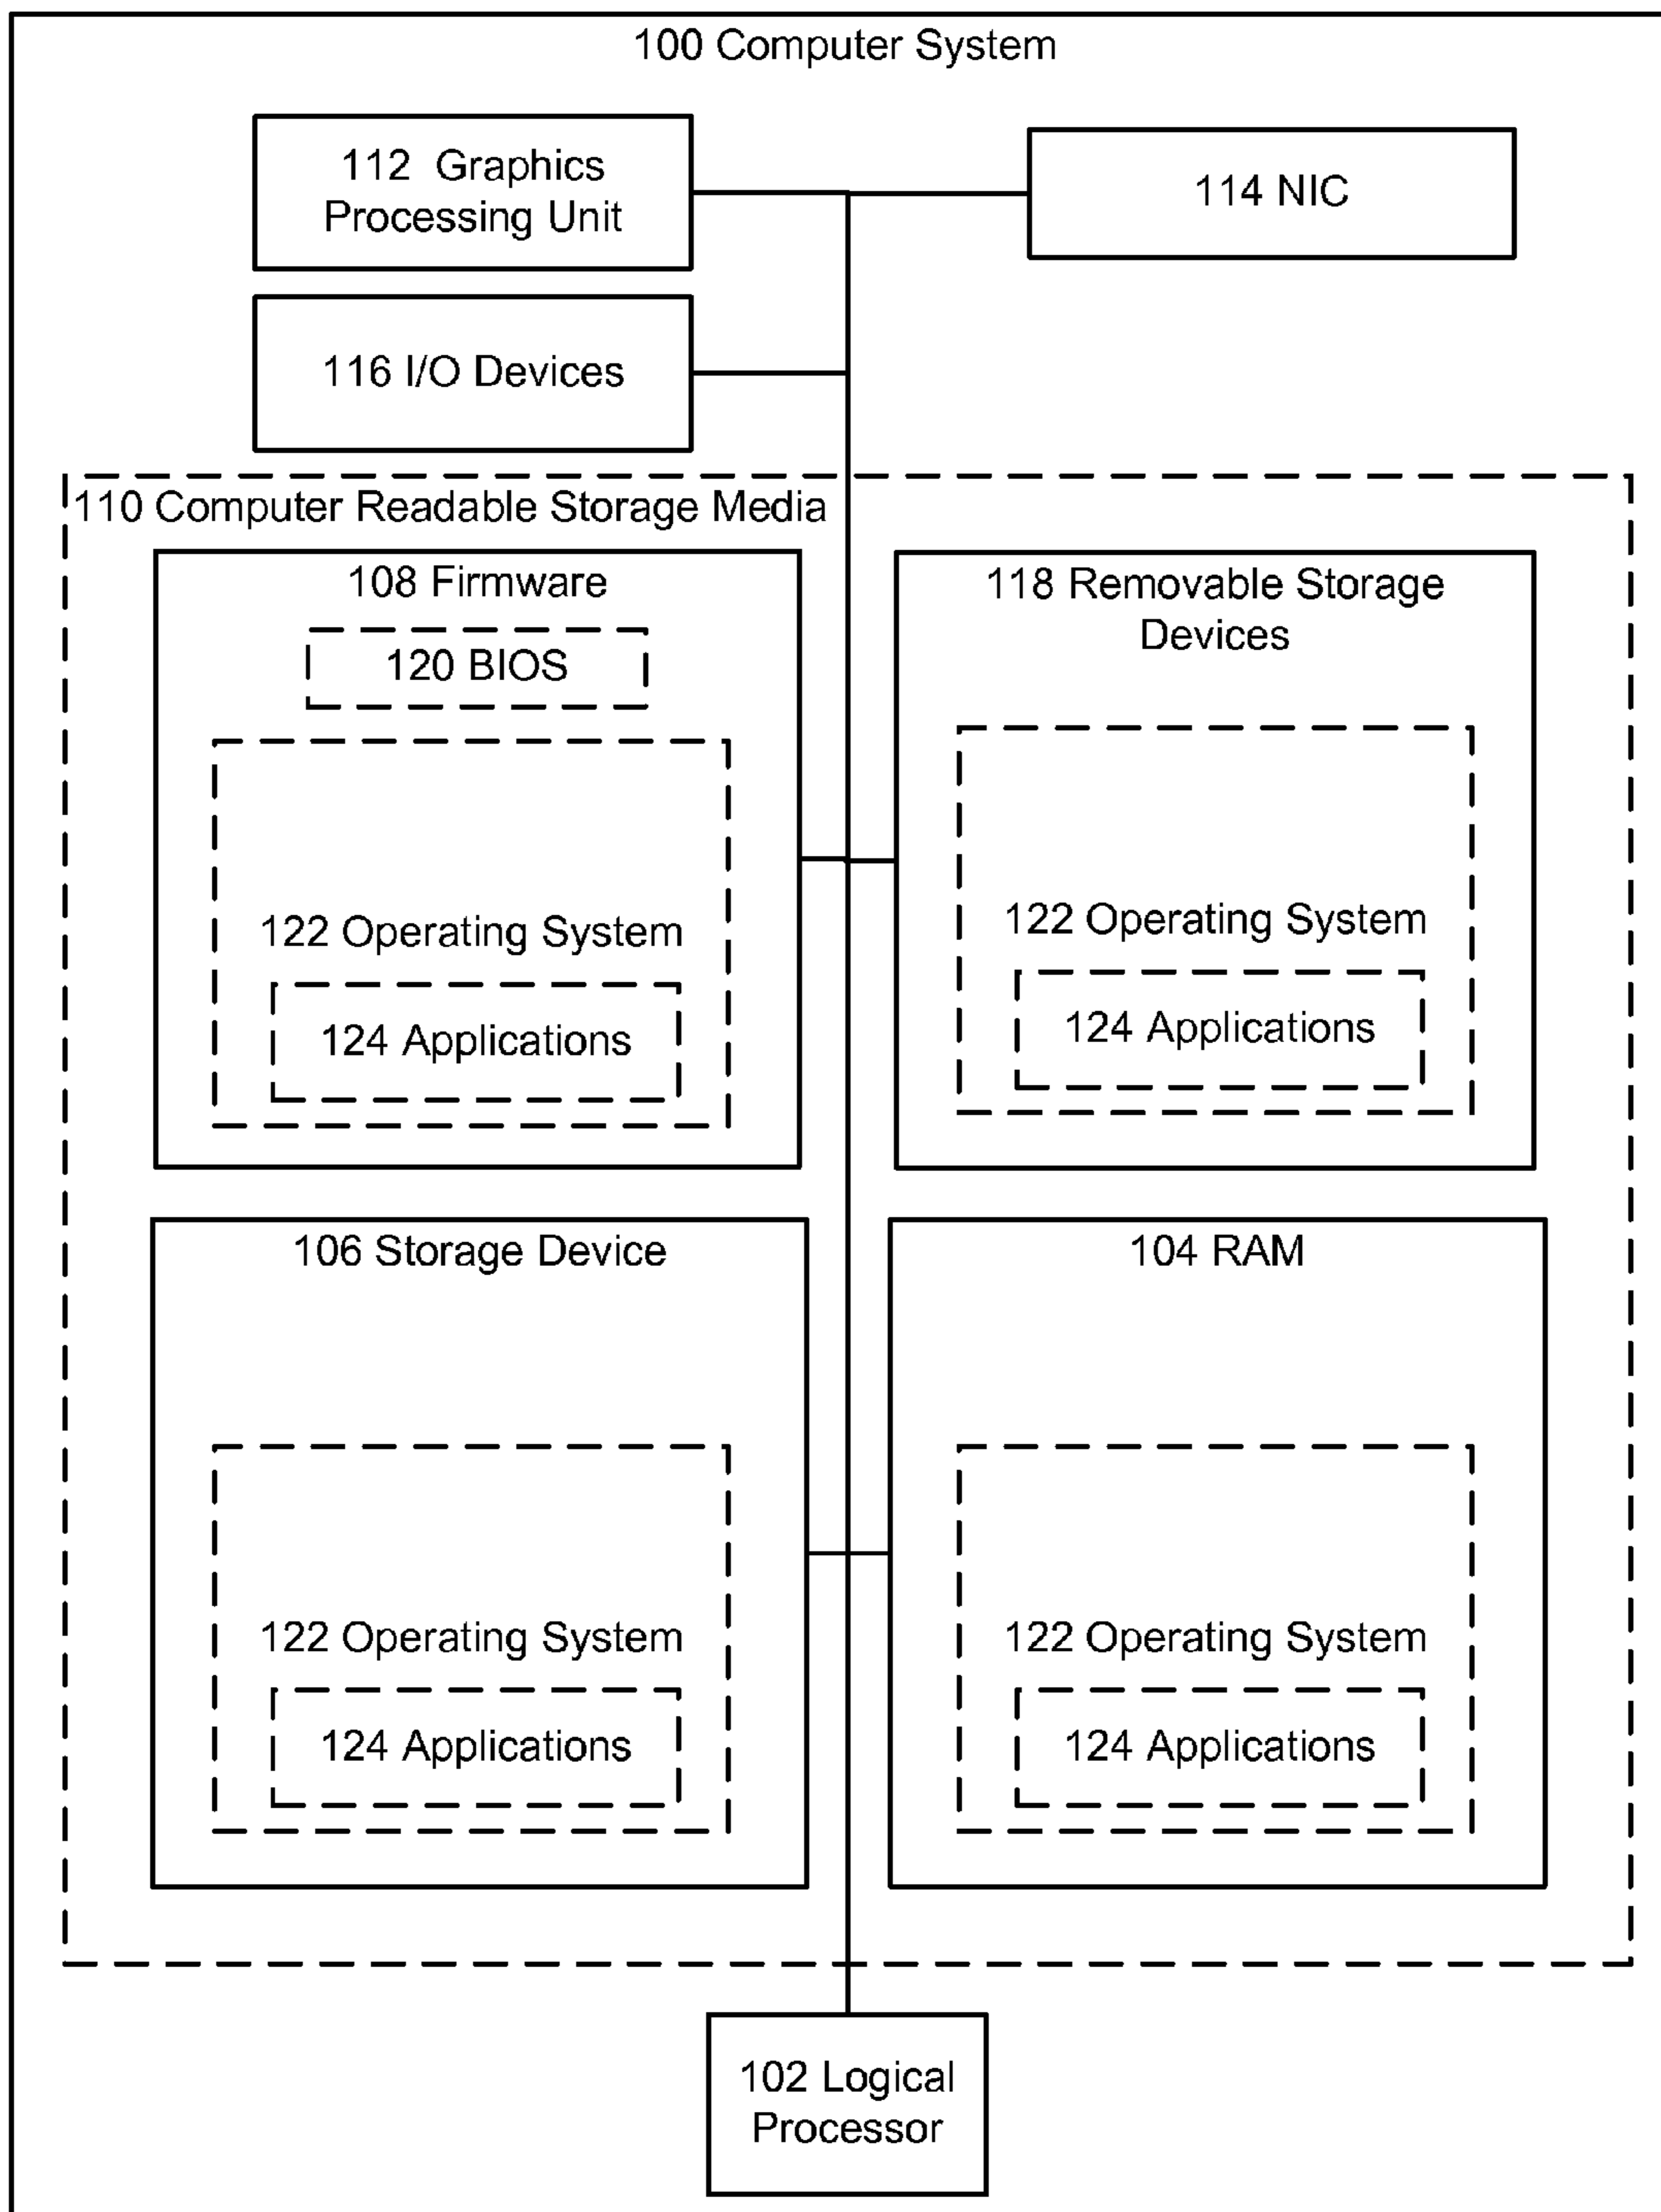 100 Computer System
112 Graphics
Processing Unit
114 NIC
116 I/O Devices
110 Computer Readable Storage Media
108 Firmware
120 BIOS
122 Operating System
124 Applications
118 Removable Storage
Devices
122 Operating System
124 Applications
106 Storage Device
122 Operating System
124 Applications
104 RAM
122 Operating System
124 Applications
102 Logical
Processor